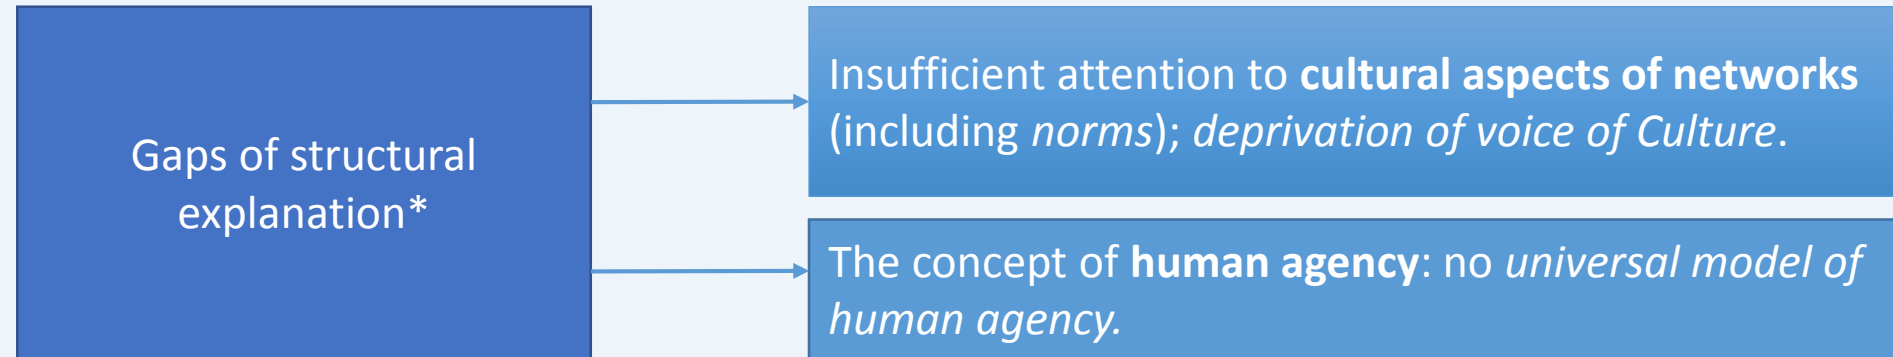 Gaps of structural
explanation*
Insufficient attention to cultural aspects of networks
(including norms); deprivation of voice of Culture.
The concept of human agency: no universal model of
human agency.